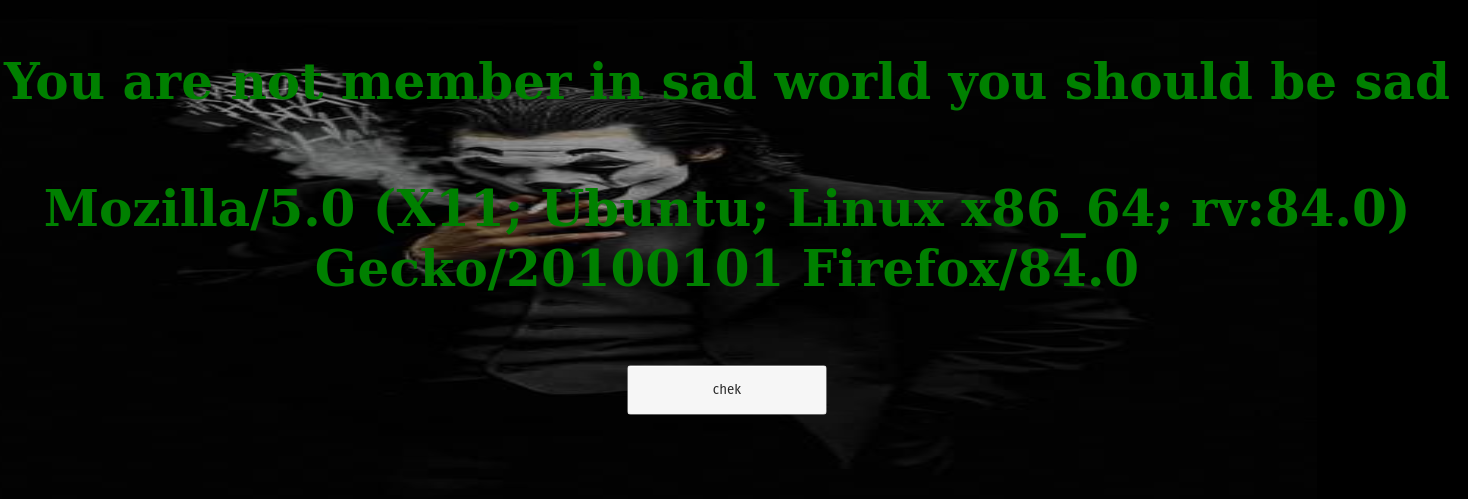 You are not member in sad world you should be sad
Mozilla/5.0 (X11; Ubuntu; Linux x86_64; rv:84.0)
Gecko/20100101 Firefox/84.0
chek